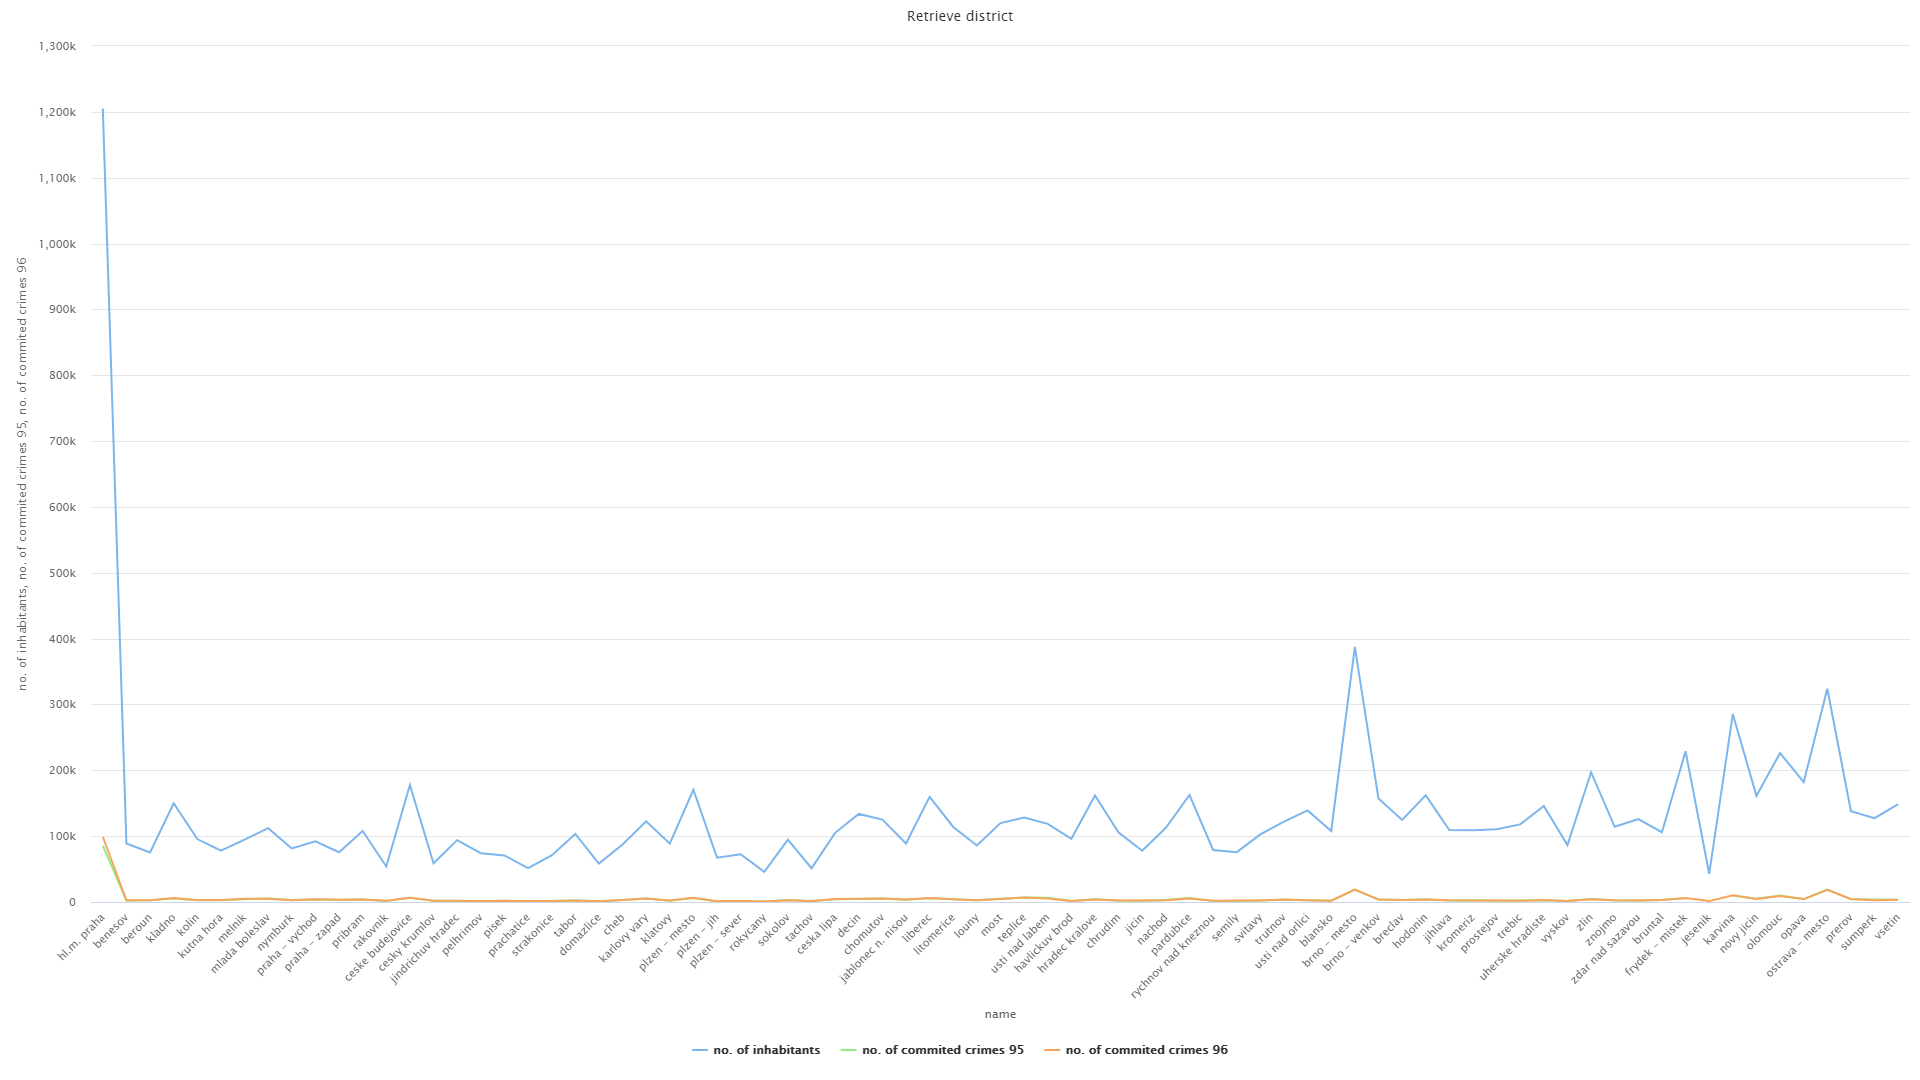 Retrieve district
1,300k
1,200k
1,100k
1,000k
900k
800k
700k
600k
500k
400k
300k
200k
100k
0
no. of inhabitants, no. of commited crimes 95, no. of commited crimes 96
hl.m. praha
benesov
beroun
kladno
kolin
kutna hora
melnik
mlada boleslav
nymburk
praha - vychod
praha - zapad
pribram
rakovnik
ceske budejovice
cesky krumlov
jindrichuv hradec
pelhrimov
pisek
prachatice
strakonice
tabor
domazlice
cheb
karlovy vary
klatovy
plzen - mesto
plzen - jih
plzen - sever
rokycany
sokolov
tachov
ceska lipa
decin
chomutov
jablonec n. nisou
liberec
litomerice
louny
most
teplice
usti nad labem
havlickuv brod
hradec kralove
chrudim
jicin
nachod
pardubice
rychnov nad kneznou
semily
svitavy
trutnov
usti nad orlici
blansko
brno - mesto
brno - venkov
breclav
hodonin
jihlava
kromeriz
prostejov
trebic
uherske hradiste
vyskov
zlin
znojmo
zdar nad sazavou
bruntal
frydek - mistek
jesenik
karvina
novy jicin
olomouc
opava
ostrava - mesto
prerov
sumperk
vsetin
name
no. of inhabitants
no. of commited crimes 95
no. of commited crimes 96